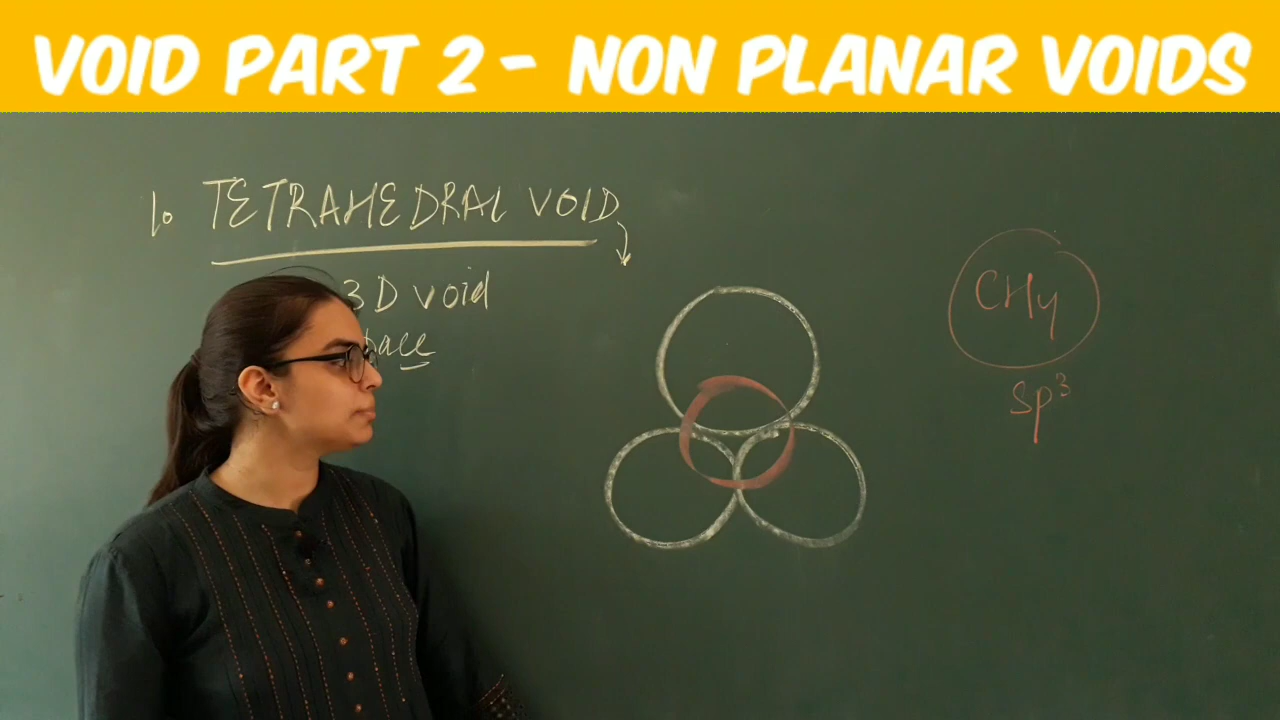 VOID PART 2 - NON PLANAR VOIDS
1. TETRAHEDRAL VOID
3D void
CH4
sp3